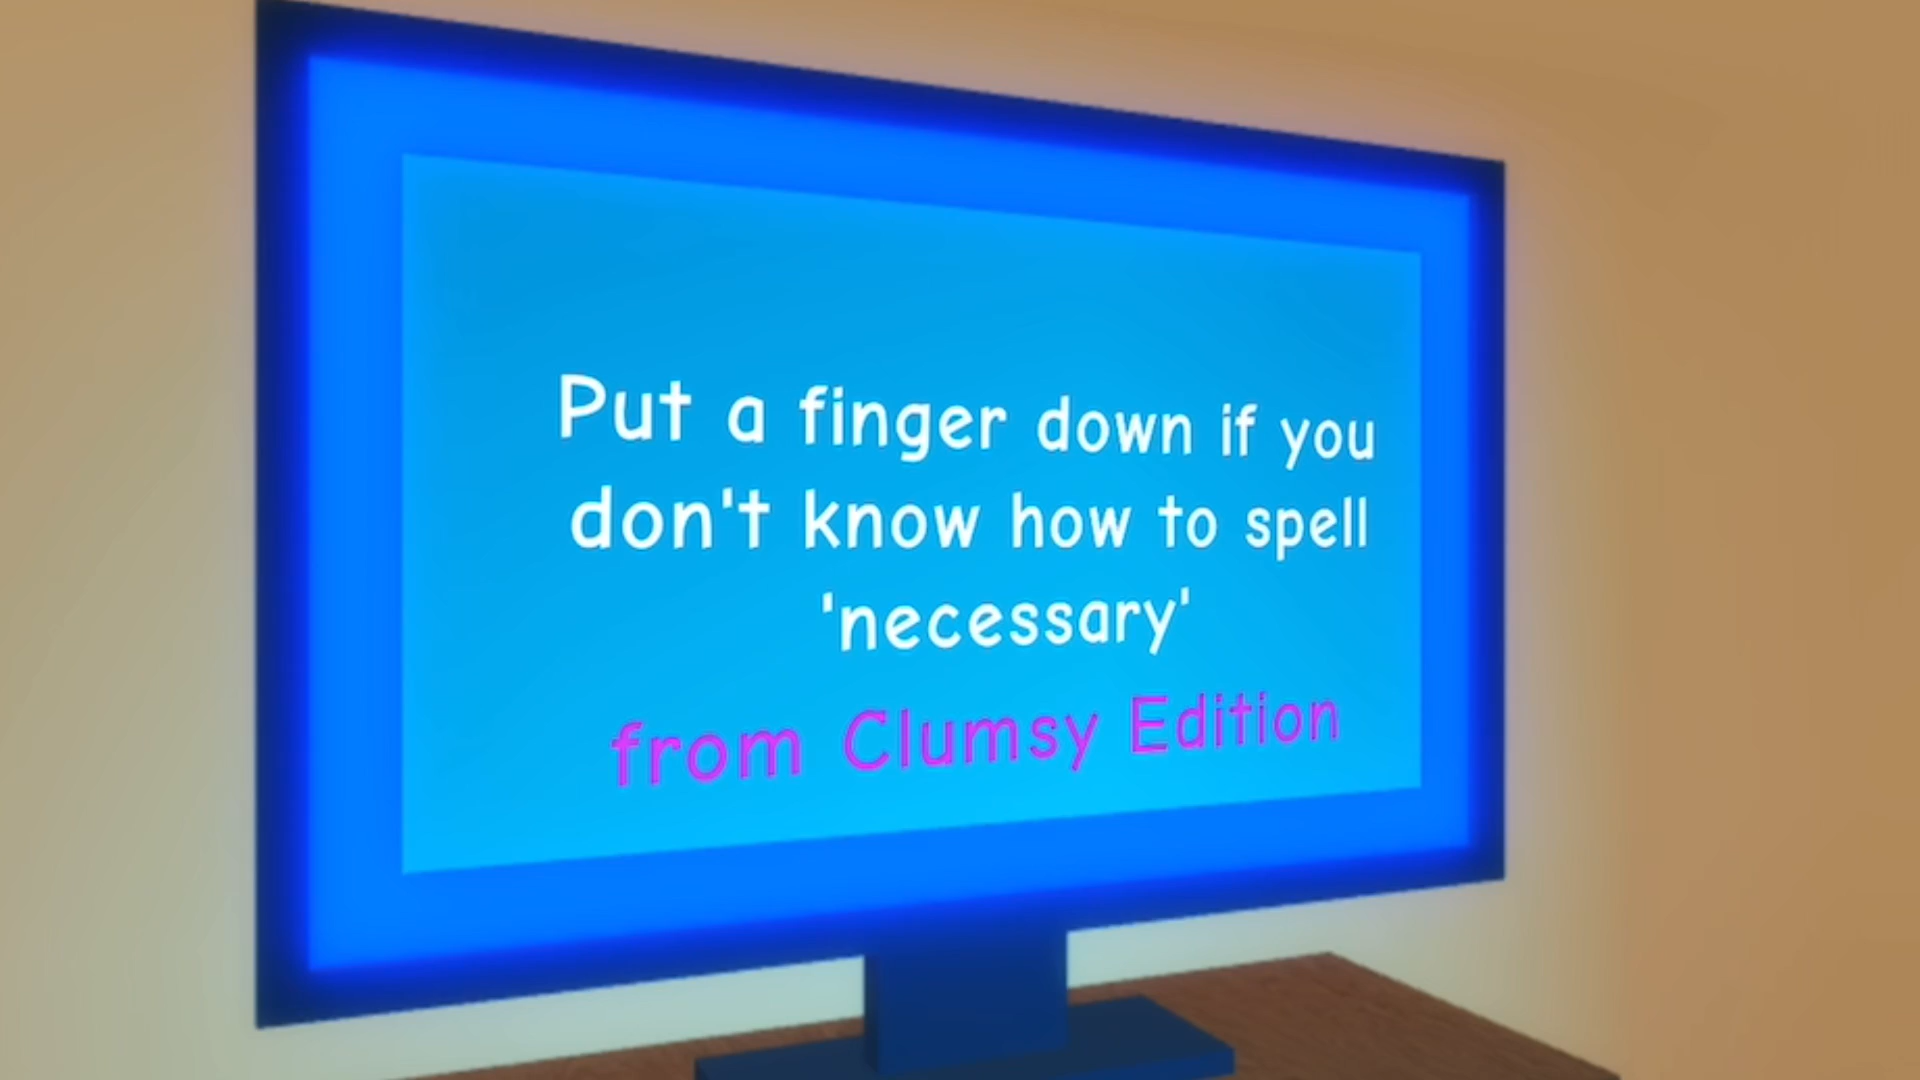 Put a finger down if you
don't know how to spell
'necessary'
from Clumsy Edition